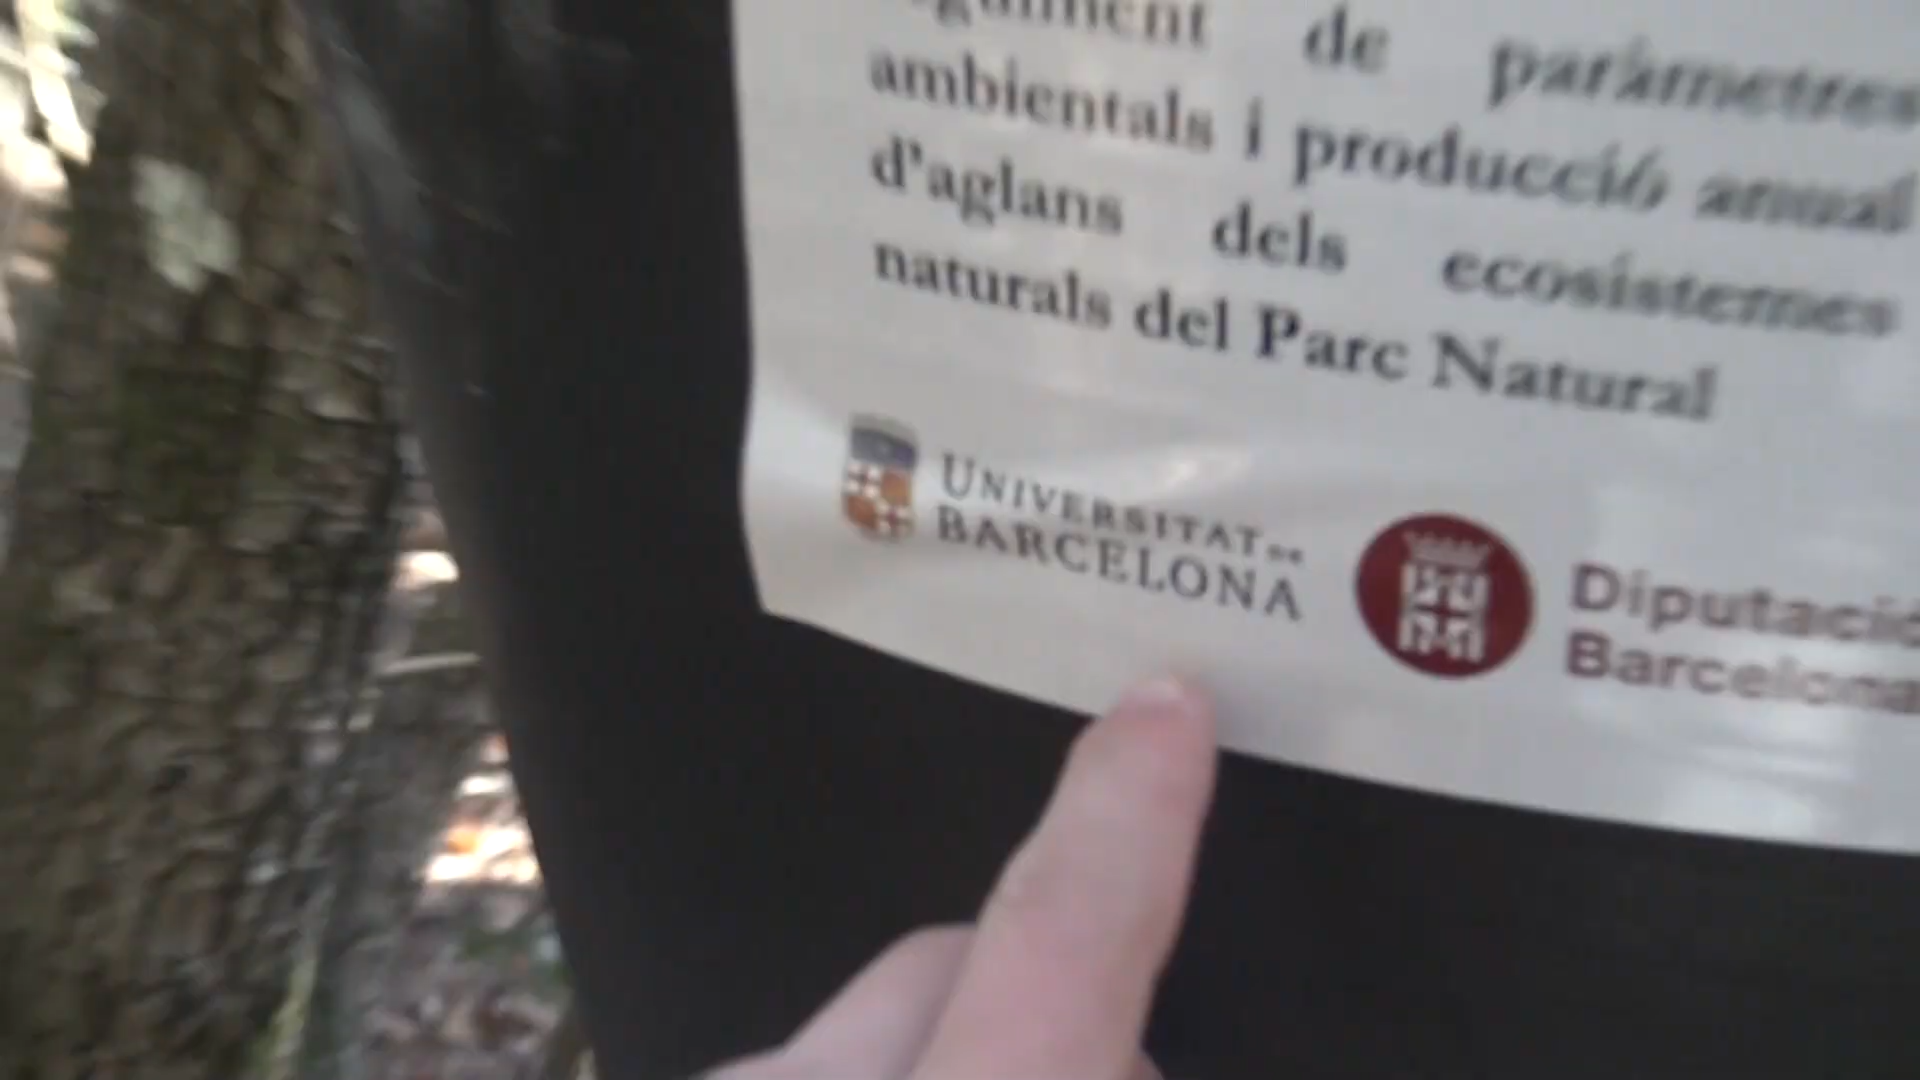 de paràmetres
ambientals i producció anual
d'aglans dels ecosistemes
naturals del Parc Natural
UNIVERSITAT DE
BARCELONA
Diputació
Barcelona